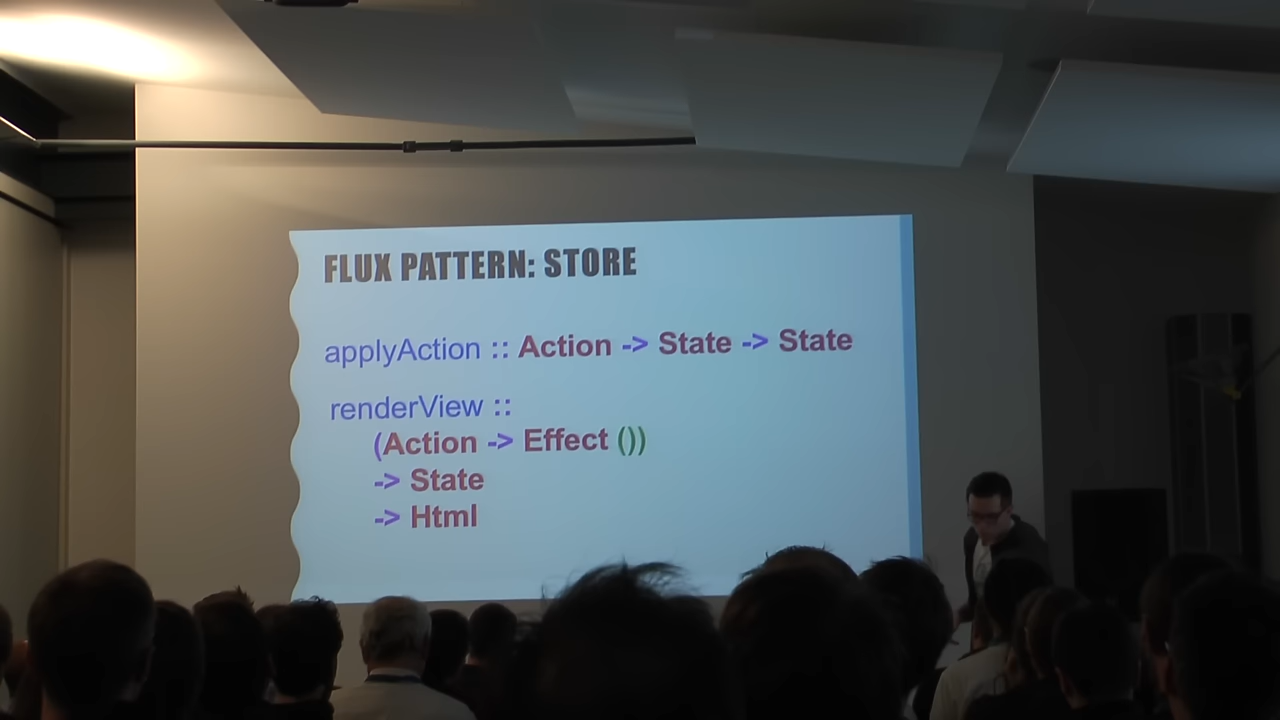 FLUX PATTERN: STORE
applyAction :: Action -> State -> State
renderView ::
(Action -> Effect ())
-> State
-> Html